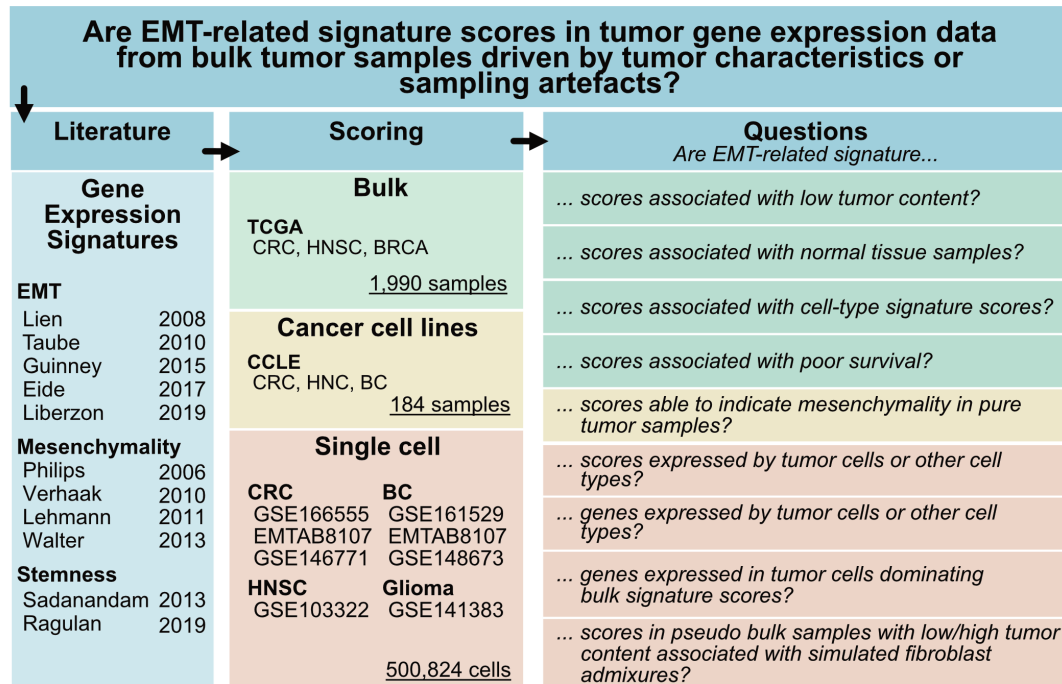 Are EMT-related signature scores in tumor gene expression data
from bulk tumor samples driven by tumor characteristics or
sampling artefacts?
Literature
Gene
Expression
Signatures
EMT
Lien 2008
Taube 2010
Guinney 2015
Eide 2017
Liberzon 2019
Mesenchymality
Philips 2006
Verhaak 2010
Lehmann 2011
Walter 2013
Stemness
Sadanandam 2013
Ragulan 2019
Scoring
Bulk
TCGA
CRC, HNSC, BRCA
1,990 samples
Cancer cell lines
CCLE
CRC, HNC, BC
184 samples
Single cell
CRC BC
GSE166555 GSE161529
EMTAB8107 EMTAB8107
GSE146771 GSE148673
HNSC Glioma
GSE103322 GSE141383
500,824 cells
Questions
Are EMT-related signature...
... scores associated with low tumor content?
... scores associated with normal tissue samples?
... scores associated with cell-type signature scores?
... scores associated with poor survival?
... scores able to indicate mesenchymality in pure
tumor samples?
... scores expressed by tumor cells or other cell
types?
... genes expressed by tumor cells or other cell
types?
... genes expressed in tumor cells dominating
bulk signature scores?
... scores in pseudo bulk samples with low/high tumor
content associated with simulated fibroblast
admixures?